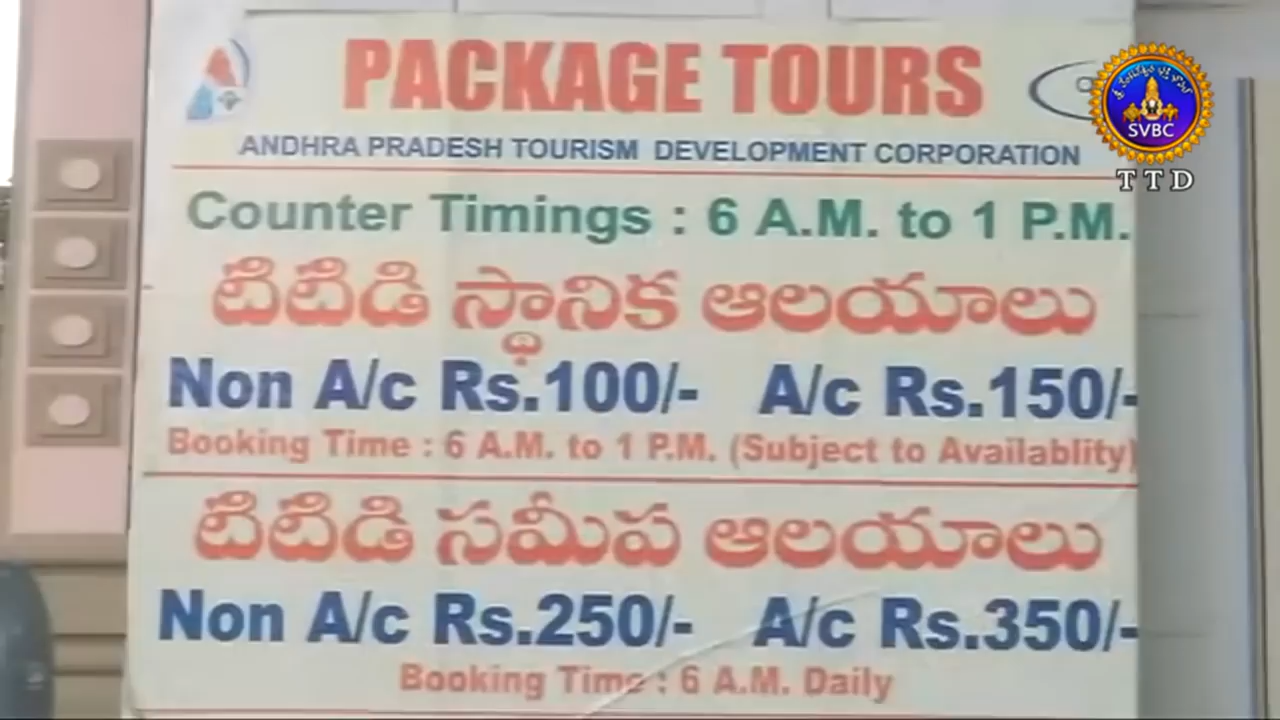 PACKAGE TOURS
ANDHRA PRADESH TOURISM DEVELOPMENT CORPORATION
Counter Timings : 6 A.M. to 1 P.M.
టిటిడి స్థానిక ఆలయాలు
Non A/c Rs.100/- A/c Rs.150/-
Booking Time : 6 A.M. to 1 P.M. (Subject to Availablity)
టిటిడి సమీప ఆలయాలు
Non A/c Rs.250/- A/c Rs.350/-
Booking Time : 6 A.M. Daily
SVBC
TTD